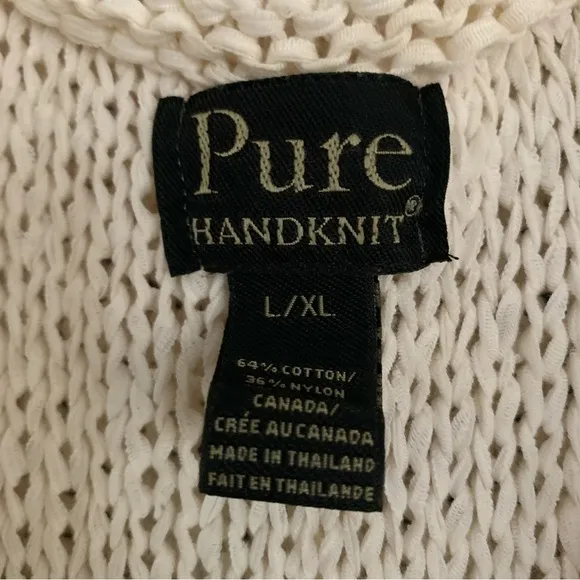 Pure
HANDKNIT®
L/XL
64% COTTON/
36% NYLON
CANADA/
CRÉE AU CANADA
MADE IN THAILAND
FAIT EN THAILANDE